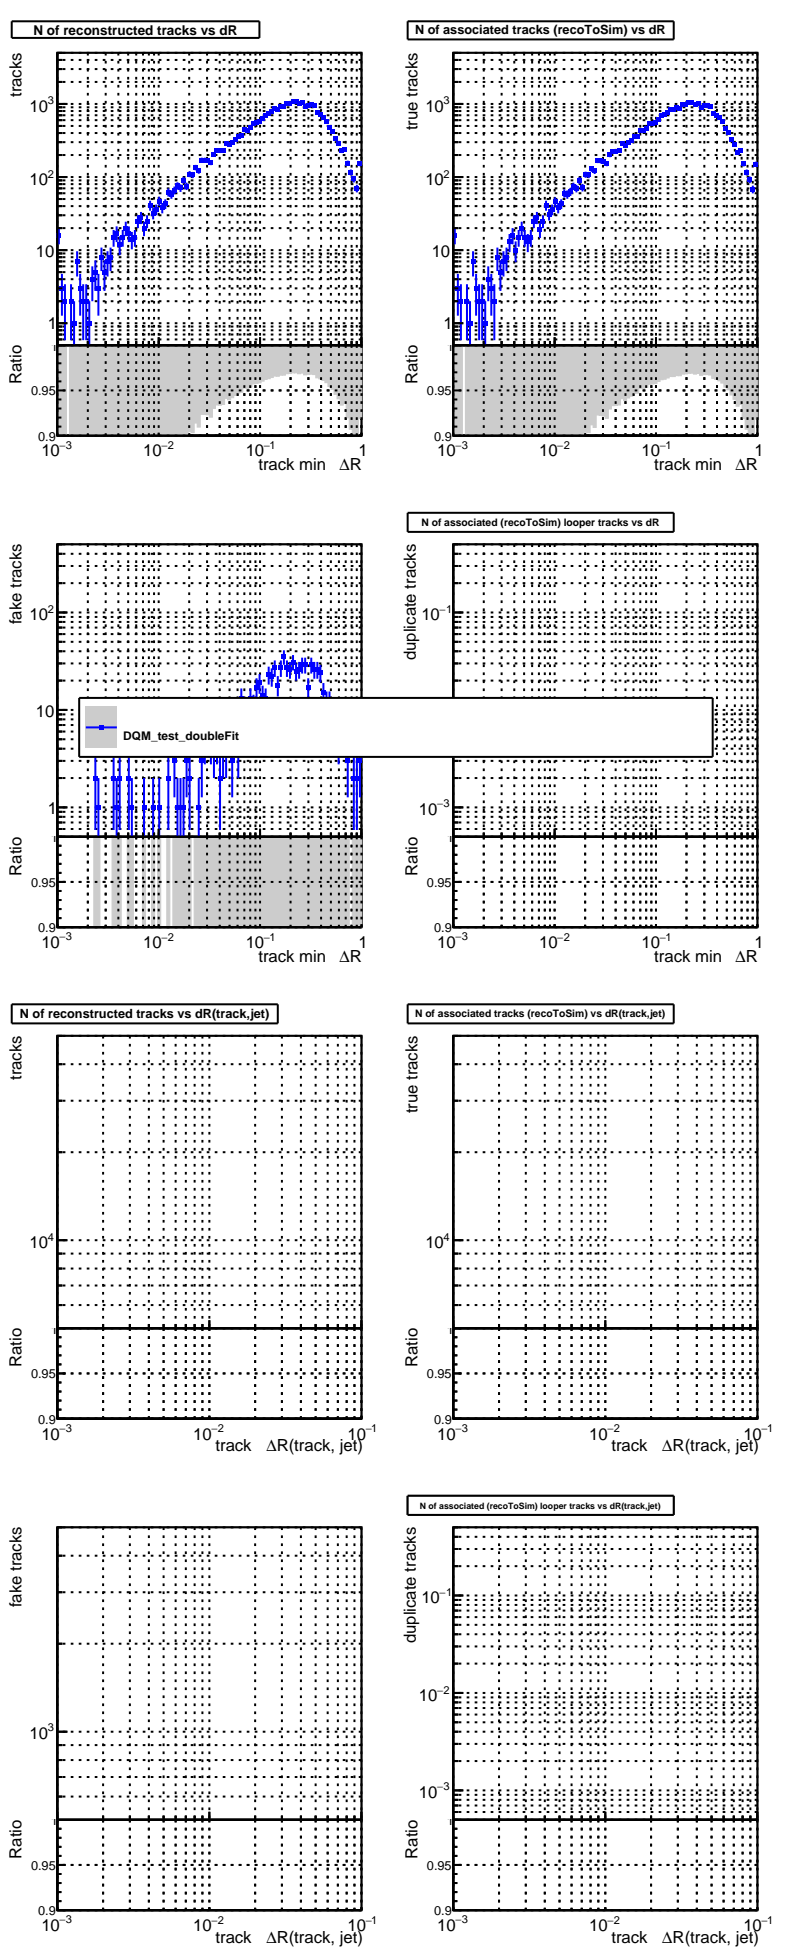 N of reconstructed tracks vs dR
tracks
10³
10²
10
1
Ratio
0.95
0.9
10⁻³ 10⁻² 10⁻¹ 1
track min ΔR
N of associated tracks (recoToSim) vs dR
true tracks
10³
10²
10
1
Ratio
0.95
0.9
10⁻³ 10⁻² 10⁻¹ 1
track min ΔR
fake tracks
10²
10
1
Ratio
0.95
0.9
10⁻³ 10⁻² 10⁻¹ 1
track min ΔR
N of associated (recoToSim) looper tracks vs dR
duplicate tracks
10⁻¹
10⁻³
Ratio
0.95
0.9
10⁻³ 10⁻² 10⁻¹ 1
track min ΔR
DQM_test_doubleFit
N of reconstructed tracks vs dR(track,jet)
tracks
10⁴
Ratio
0.95
0.9
10⁻³ 10⁻² 10⁻¹
track ΔR(track, jet)
N of associated tracks (recoToSim) vs dR(track,jet)
true tracks
10⁴
Ratio
0.95
0.9
10⁻³ 10⁻² 10⁻¹
track ΔR(track, jet)
fake tracks
10³
Ratio
0.95
0.9
10⁻³ 10⁻² 10⁻¹
track ΔR(track, jet)
N of associated (recoToSim) looper tracks vs dR(track,jet)
duplicate tracks
10⁻¹
10⁻²
10⁻³
Ratio
0.95
0.9
10⁻³ 10⁻² 10⁻¹
track ΔR(track, jet)